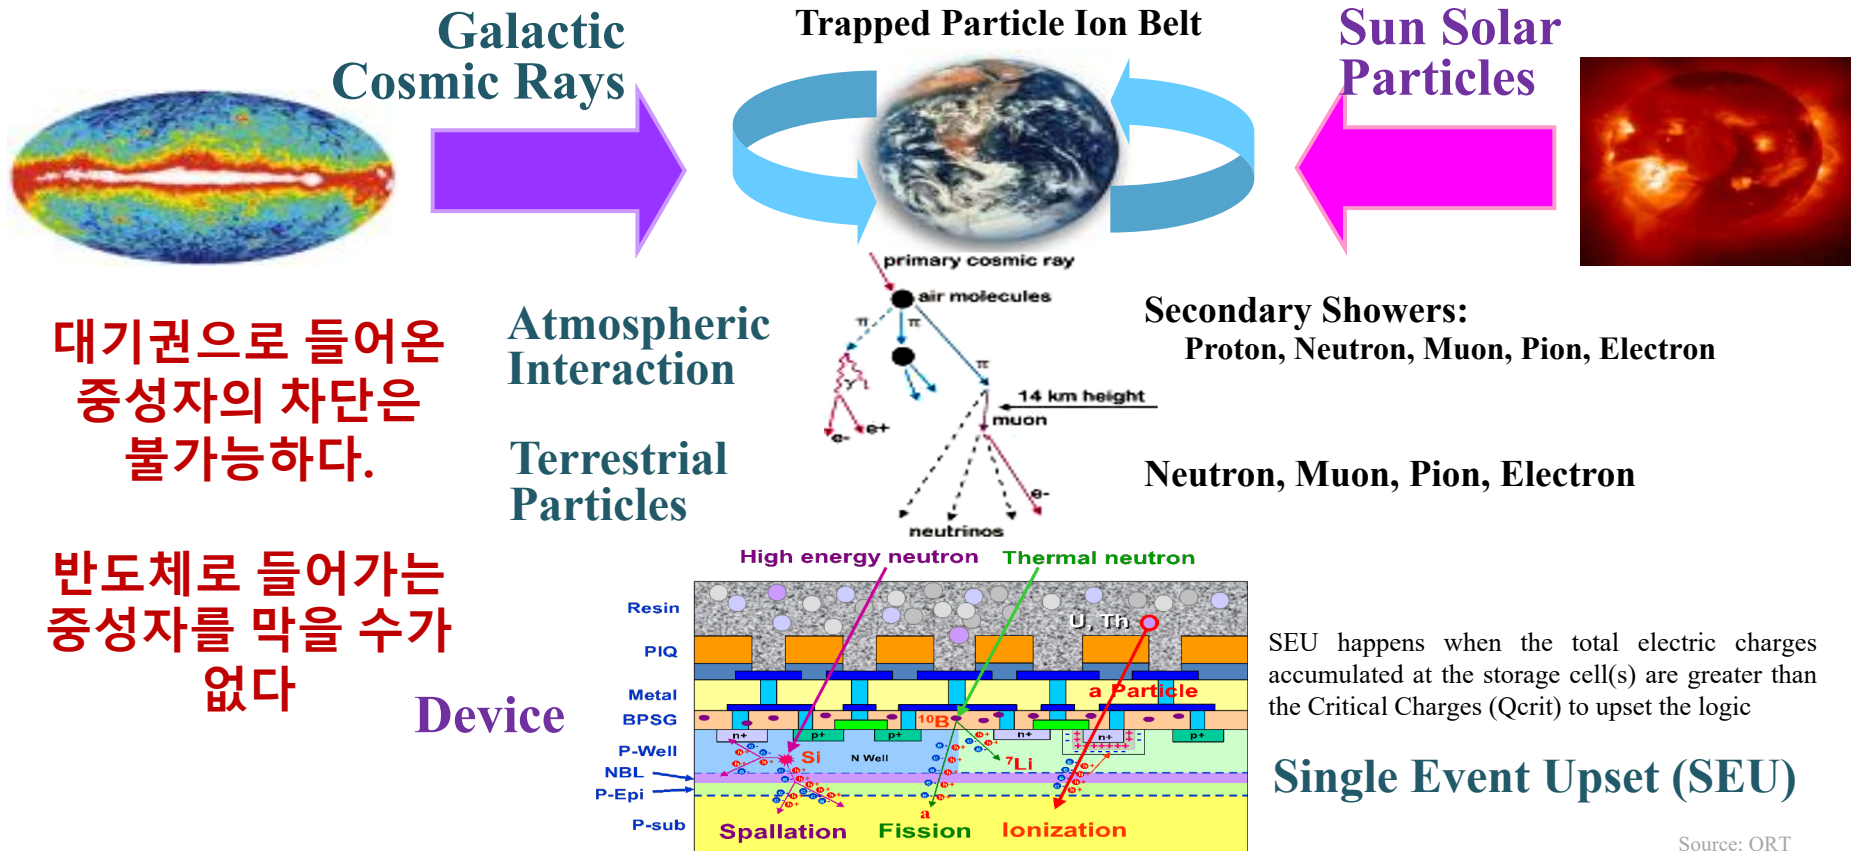 Galactic
Cosmic Rays
Trapped Particle Ion Belt
Sun Solar
Particles
primary cosmic ray
air molecules
π
π
π
γ
14 km height
muon
e-
e+
e-
neutrinos
Atmospheric
Interaction
Secondary Showers:
Proton, Neutron, Muon, Pion, Electron
대기권으로 들어온
중성자의 차단은
불가능하다.
Terrestrial
Particles
Neutron, Muon, Pion, Electron
반도체로 들어가는
중성자를 막을 수가
없다
Device
High energy neutron
Thermal neutron
Resin
U, Th
PIQ
Metal
a Particle
BPSG
10B
n+
p+
p+
n+
n+
p+
P-Well
Si
N Well
7Li
NBL
P-Epi
a
P-sub
Spallation
Fission
Ionization
SEU happens when the total electric charges
accumulated at the storage cell(s) are greater than
the Critical Charges (Qcrit) to upset the logic
Single Event Upset (SEU)
Source: ORT